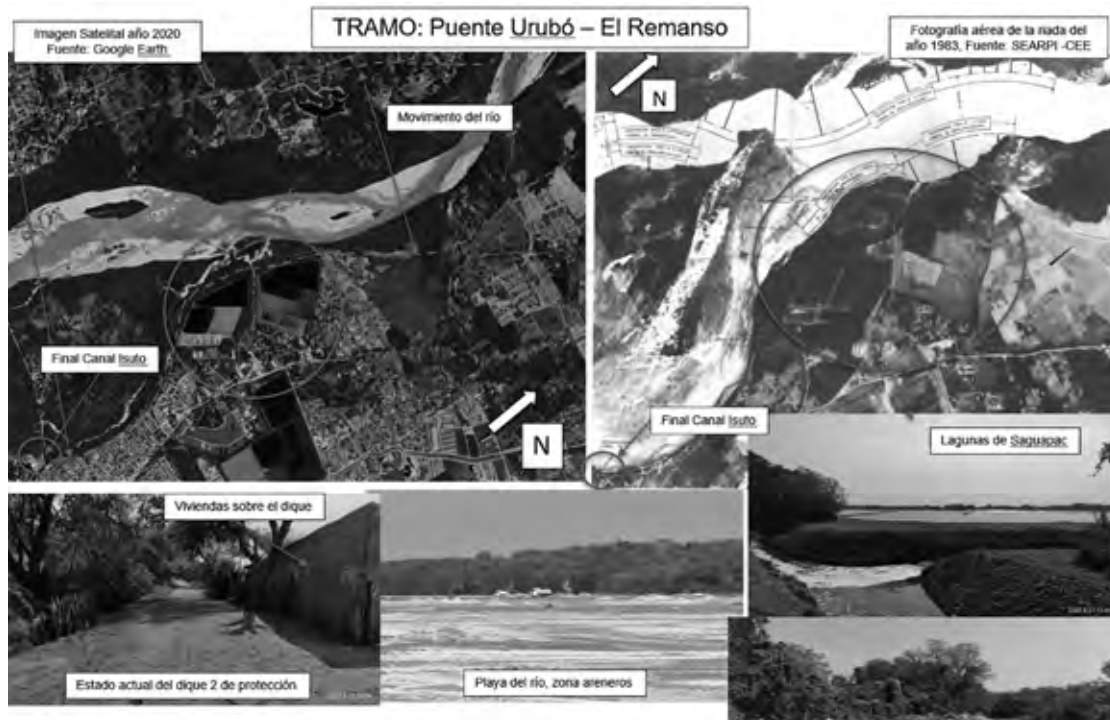 TRAMO: Puente Urubó – El Remanso
Imagen Satelital año 2020
Fuente: Google Earth
Fotografía aérea de la riada del
año 1983, Fuente: SEARPI -CEE
Movimiento del río
N
N
Final Canal Isuto
Final Canal Isuto
Lagunas de Saguapac
Viviendas sobre el dique
Estado actual del dique 2 de protección
Playa del río, zona areneros